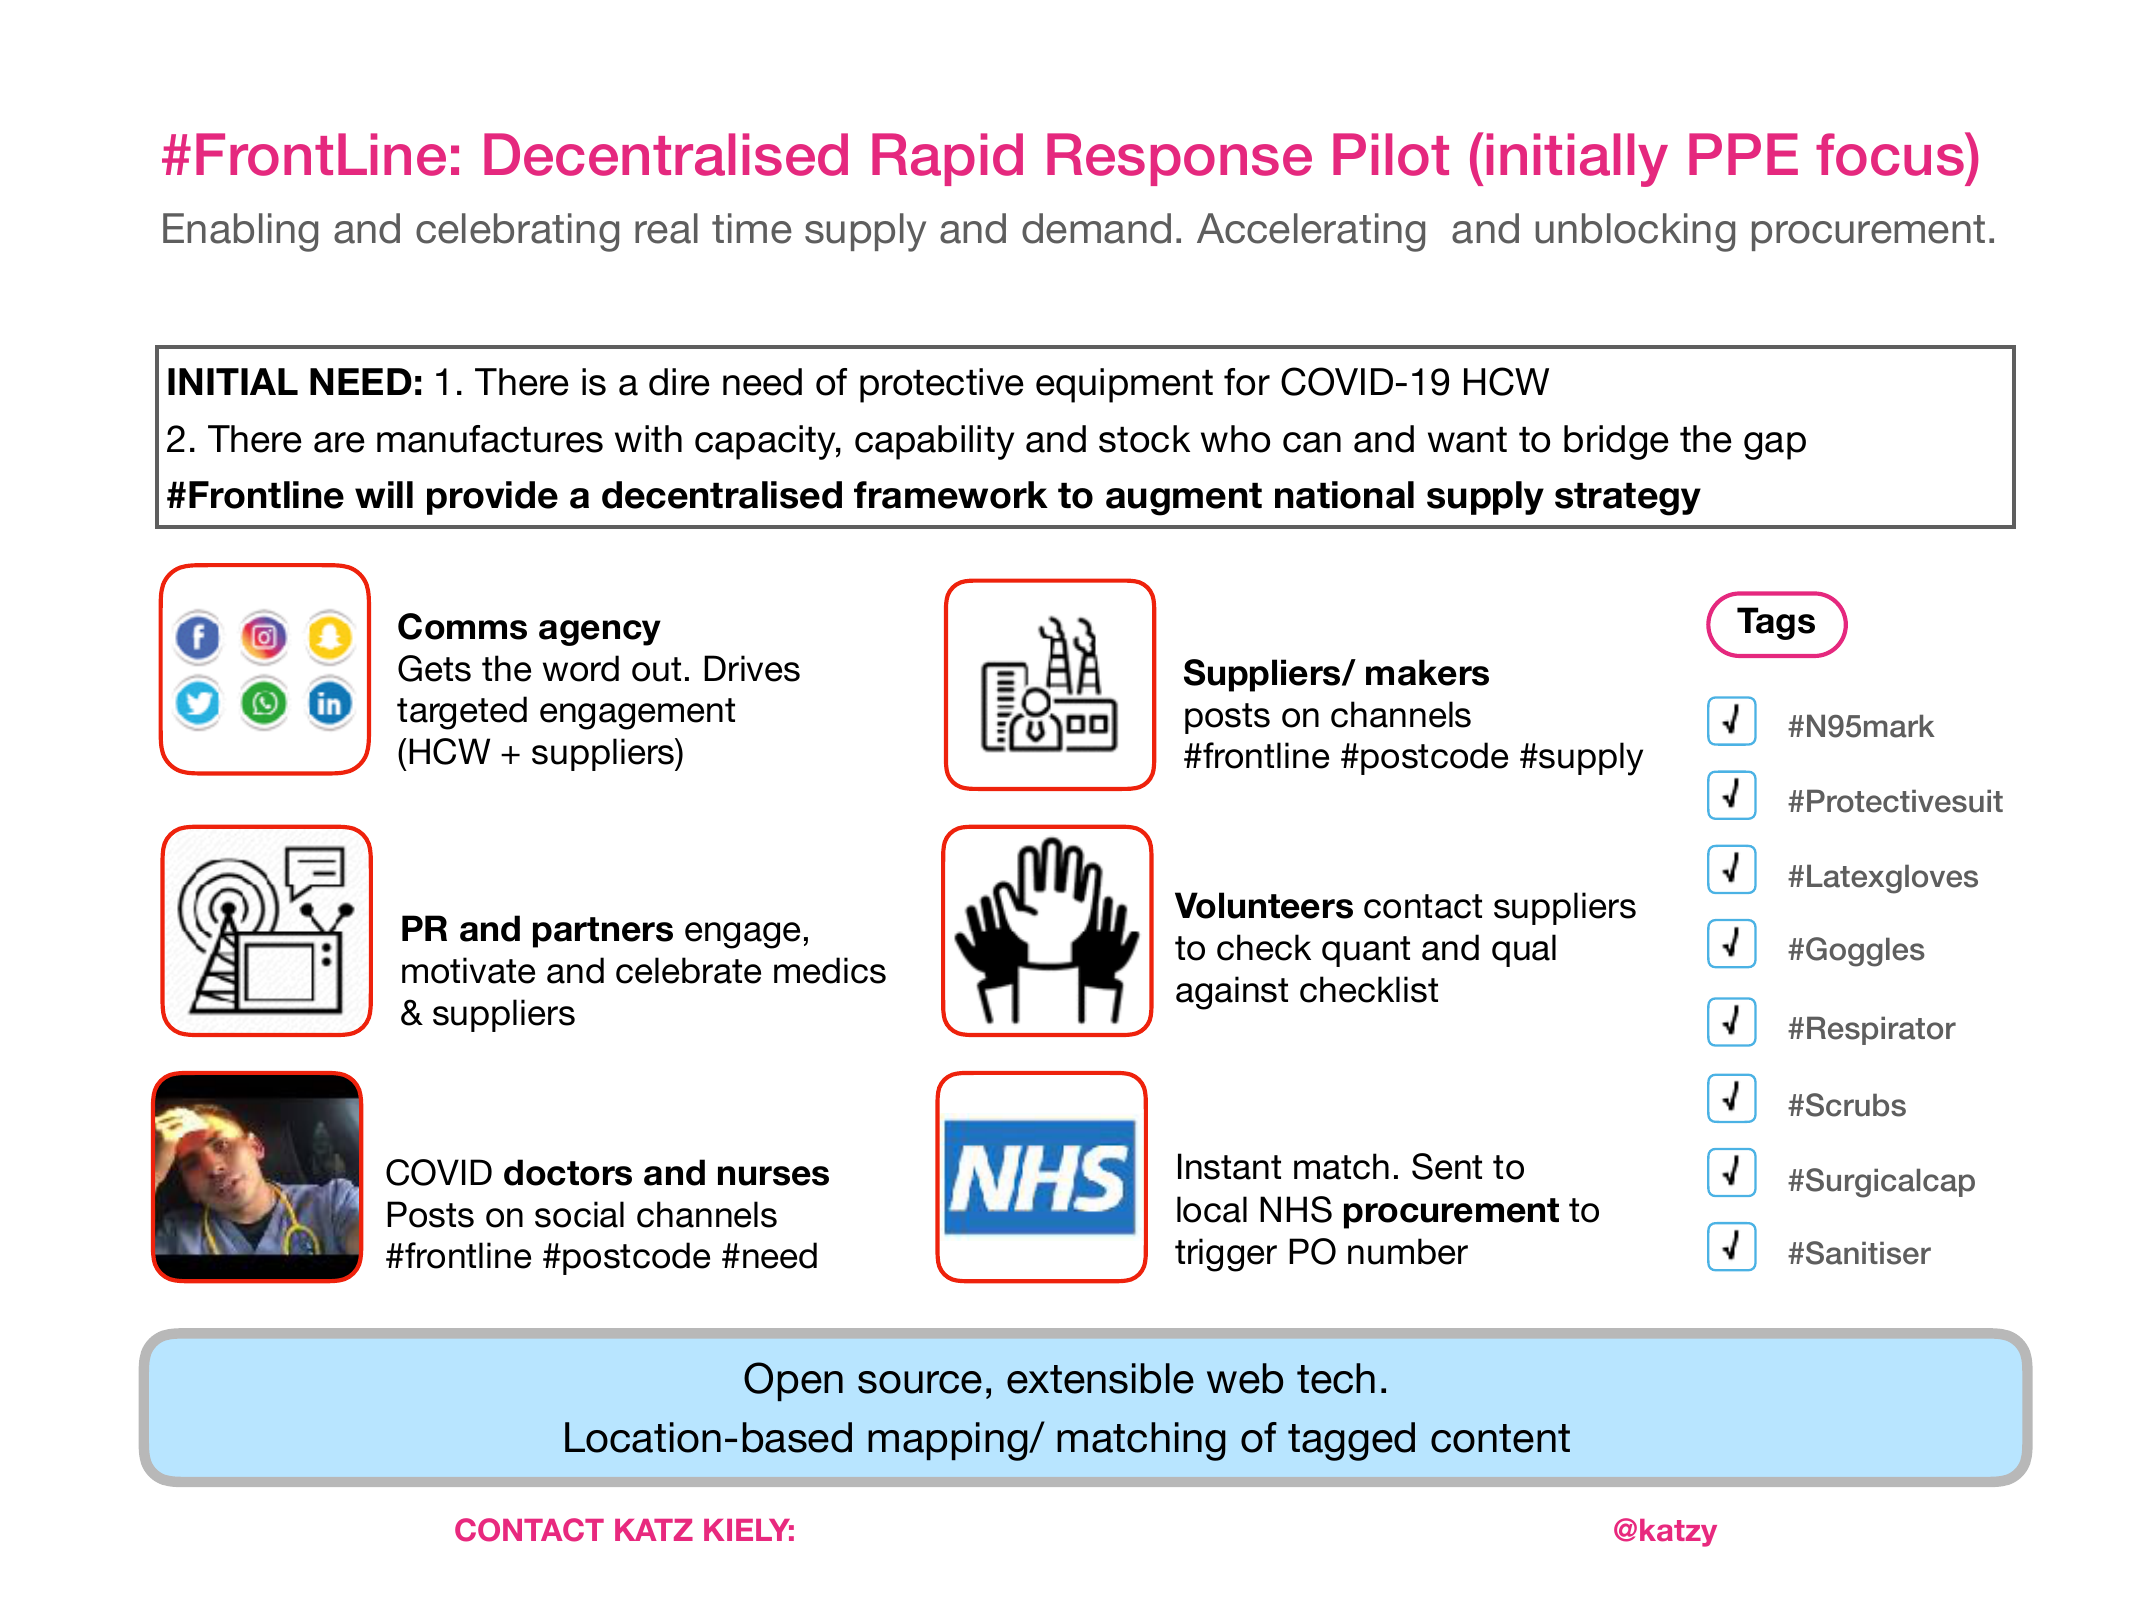 #FrontLine: Decentralised Rapid Response Pilot (initially PPE focus)
Enabling and celebrating real time supply and demand. Accelerating  and unblocking procurement.
INITIAL NEED: 1. There is a dire need of protective equipment for COVID-19 HCW
2. There are manufactures with capacity, capability and stock who can and want to bridge the gap
#Frontline will provide a decentralised framework to augment national supply strategy
Comms agency
Gets the word out. Drives
targeted engagement
(HCW + suppliers)
PR and partners engage,
motivate and celebrate medics
& suppliers
COVID doctors and nurses
Posts on social channels
#frontline #postcode #need
Suppliers/ makers
posts on channels
#frontline #postcode #supply
Volunteers contact suppliers
to check quant and qual
against checklist
NHS
Instant match. Sent to
local NHS procurement to
trigger PO number
Tags
#N95mark
#Protectivesuit
#Latexgloves
#Goggles
#Respirator
#Scrubs
#Surgicalcap
#Sanitiser
Open source, extensible web tech.
Location-based mapping/ matching of tagged content
CONTACT KATZ KIELY:
@katzy